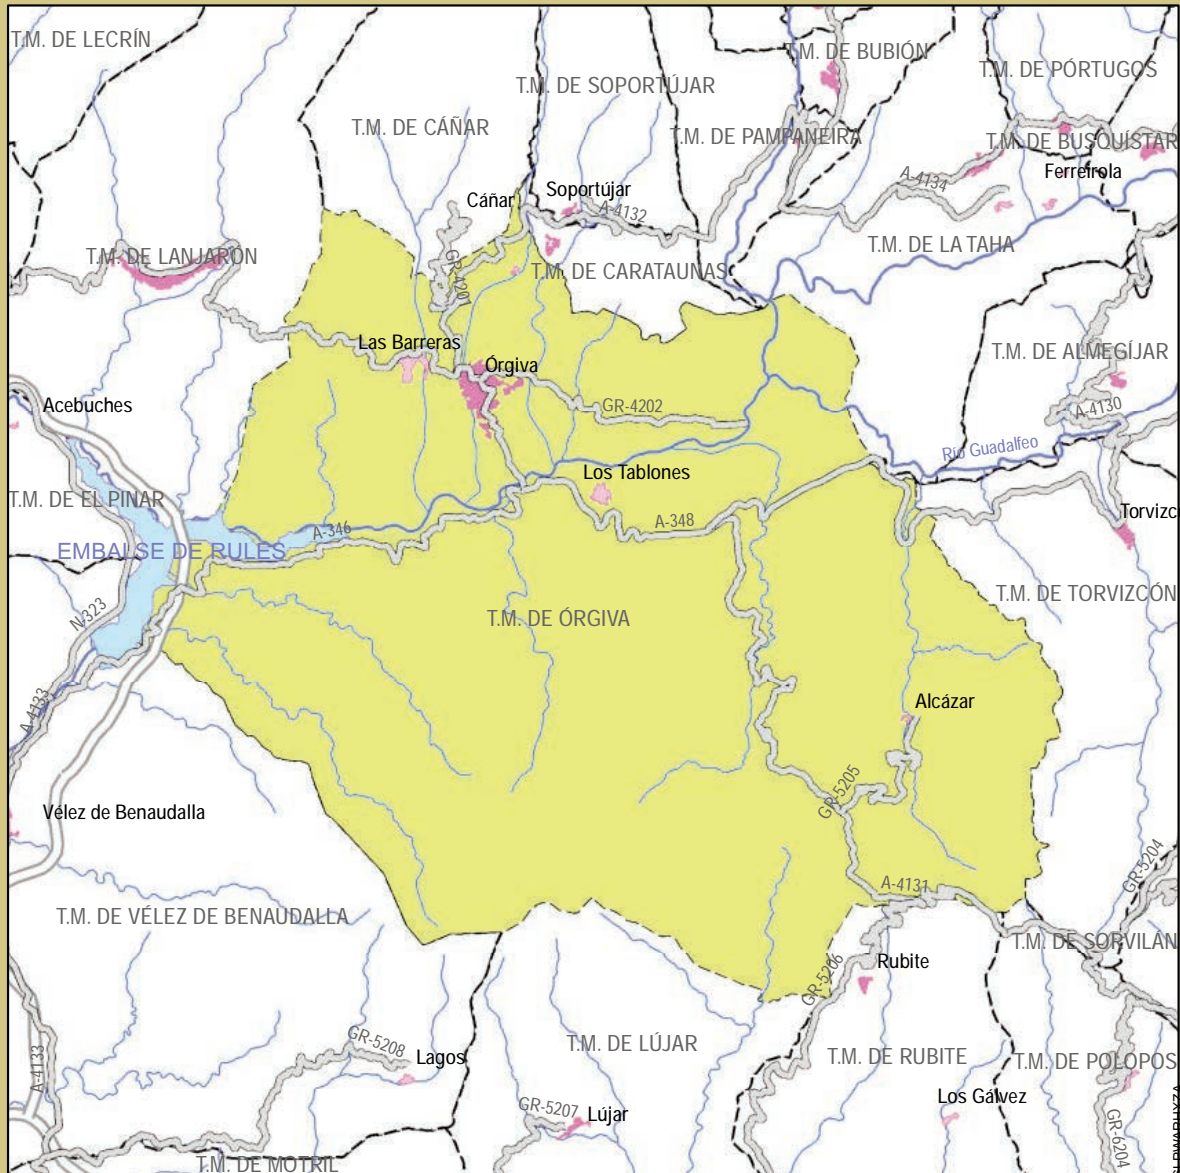 T.M. DE LECRÍN
T.M. DE BUBIÓN
T.M. DE PÓRTUGOS
T.M. DE SOPORTÚJAR
T.M. DE CÁÑAR
T.M. DE PAMPANEIRA
T.M. DE BUSQUÍSTAR
Ferreirola
A-4134
Soportújar
Cáñar
A-4132
T.M. DE LA TAHA
T.M. DE LANJARÓN
GR-4201
T.M. DE CARATAUNAS
Las Barreras
Órgiva
T.M. DE ALMEGÍJAR
Acebuches
GR-4202
A-4130
Río Guadalfeo
Los Tablones
T.M. DE EL PINAR
Torvizc
A-348
A-346
EMBALSE DE RULES
T.M. DE TORVIZCÓN
N-323
T.M. DE ÓRGIVA
A-4133
Alcázar
GR-5205
Vélez de Benaudalla
GR-5204
A-4131
T.M. DE VÉLEZ DE BENAUDALLA
T.M. DE SORVILÁN
Rubite
GR-5206
GR-5208
T.M. DE LÚJAR
Lagos
T.M. DE RUBITE
T.M. DE POLOPOS
A-4133
Los Gálvez
GR-5207
Lújar
GR-6204
T.M. DE MOTRIL